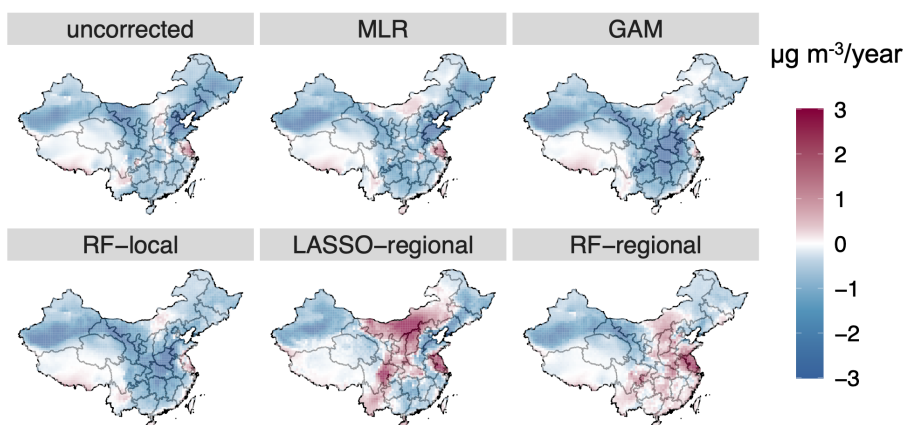 uncorrected
MLR
GAM
µg m-3/year
3
2
1
0
−1
−2
−3
RF−local
LASSO−regional
RF−regional